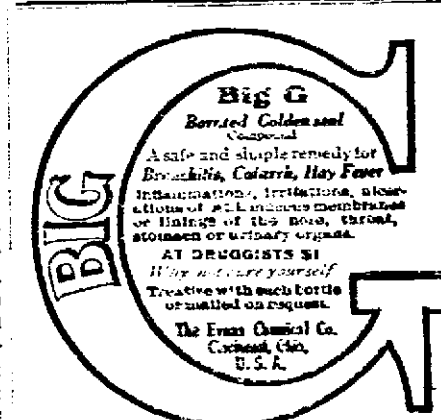 BIG
Big G
Borated Goldenseal
Compound
A safe and simple remedy for
Bronchitis, Catarrh, Hay Fever
Inflammations, irritations, ulcer-
ations of all mucous membranes
or linings of the nose, throat,
stomach or urinary organs.
AT DRUGGISTS $1
Why not cure yourself
Treatise with each bottle
or mailed on request.
The Evans Chemical Co.
Cincinnati, Ohio,
U. S. A.